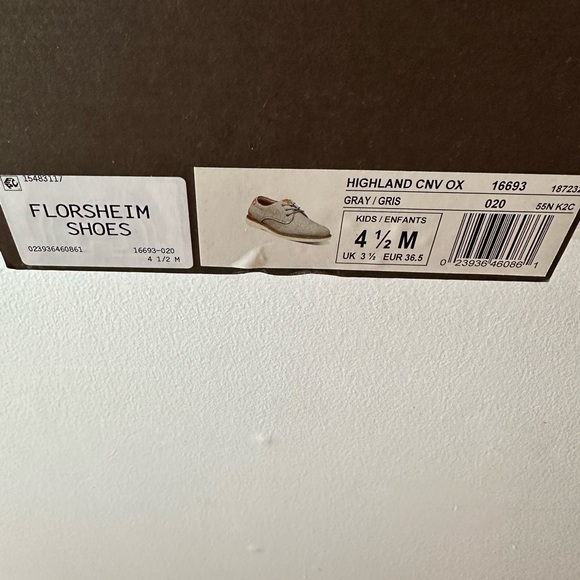 15483117
FLORSHEIM
SHOES
023936460861 16693-020
4 1/2 M
HIGHLAND CNV OX 16693 187232
GRAY / GRIS 020 55N K2C
KIDS / ENFANTS
4 ½ M
UK 3 ½ EUR 36.5
0 23936 46086 1